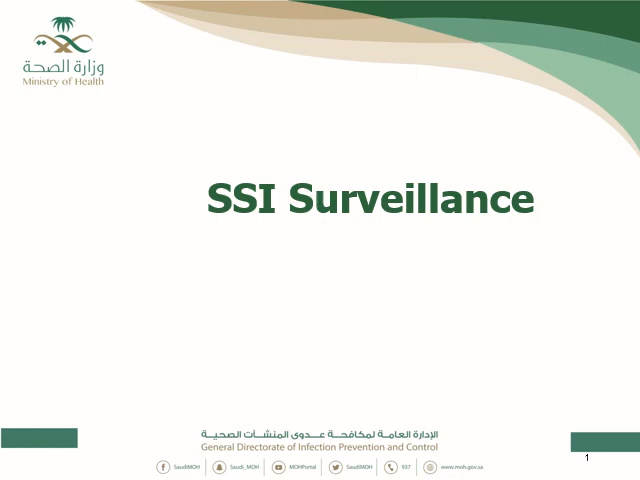 وزارة الصحة
Ministry of Health
SSI Surveillance
الإدارة العامة لمكافحة عدوى المنشآت الصحية
General Directorate of Infection Prevention and Control
1
SaudiMOH Saudi_MOH MOHPortal SaudiMOH 937 www.moh.gov.sa